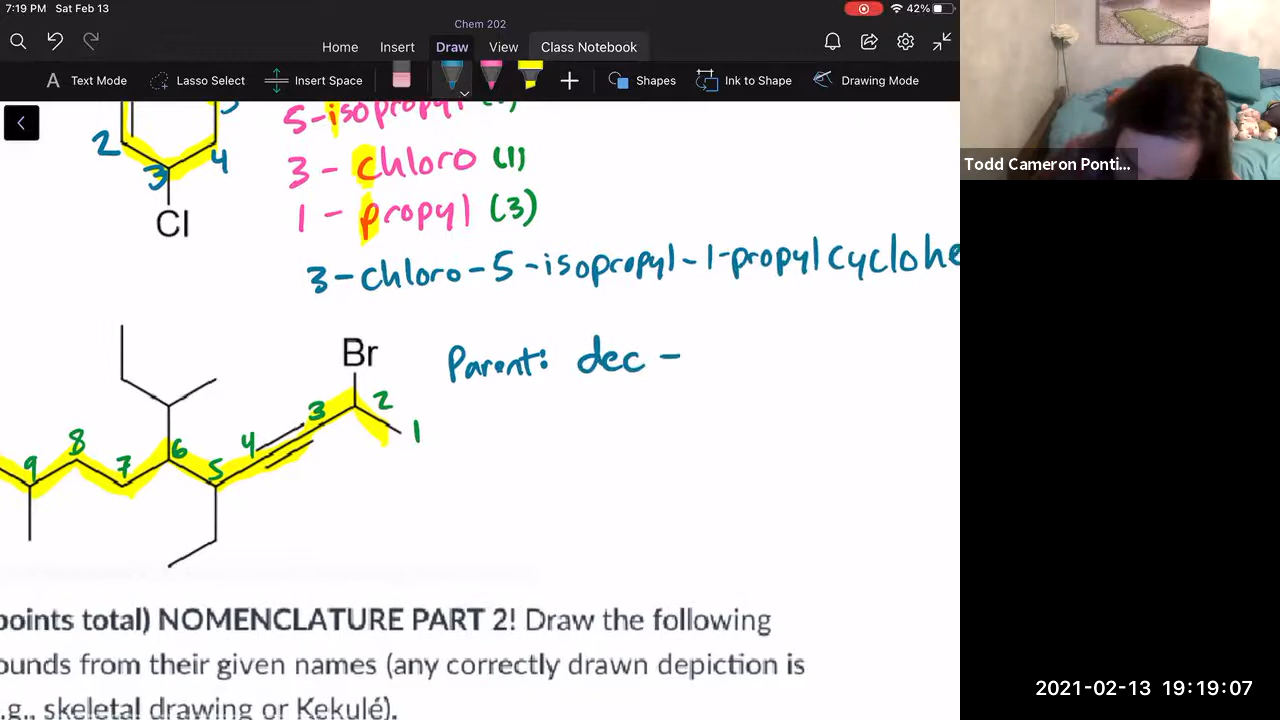 7:19 PM Sat Feb 13
42%
Chem 202
Home Insert Draw View Class Notebook
Text Mode Lasso Select Insert Space Shapes Ink to Shape Drawing Mode
5-isopropyl
2 3 4
3 - chloro (1)
1 - propyl (3)
Cl
3-chloro-5-isopropyl-1-propylcyclohe
Br
Parent: dec -
9 8 7 6 5 4 3 2 1
points total) NOMENCLATURE PART 2! Draw the following
ounds from their given names (any correctly drawn depiction is
.g., skeletal drawing or Kekulé).
Todd Cameron Ponti...
2021-02-13 19:19:07